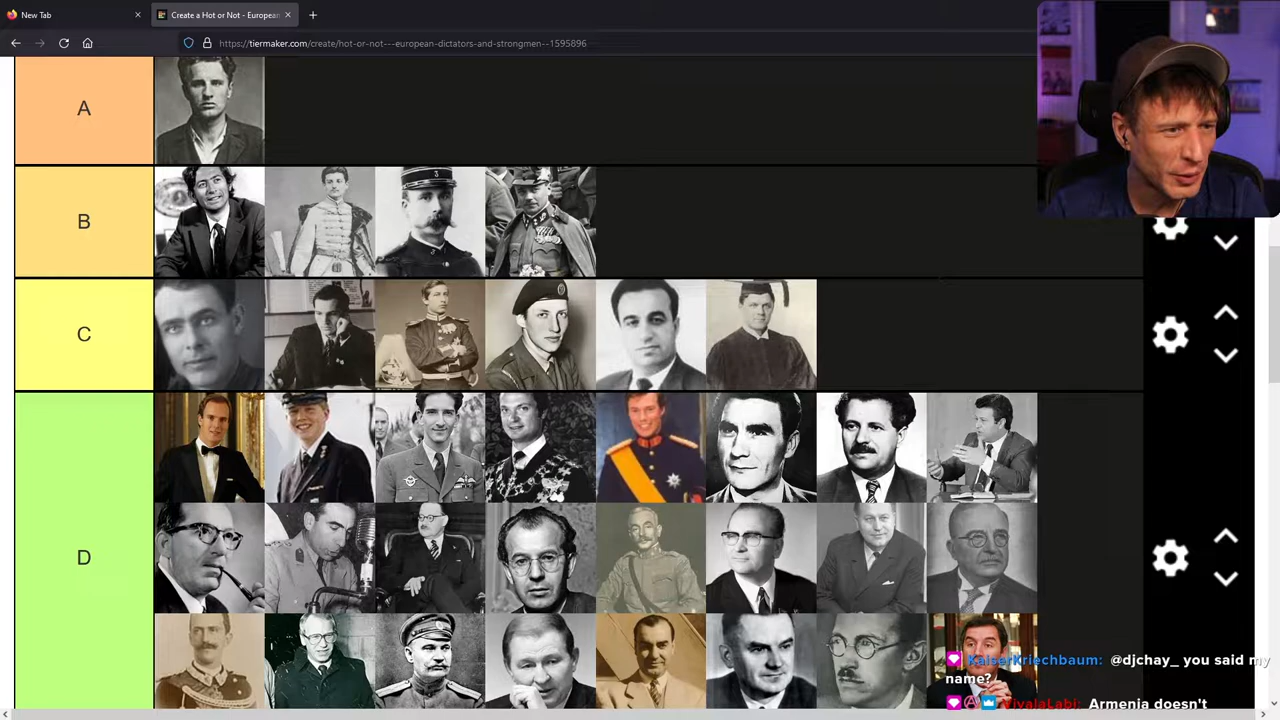 New Tab
Create a Hot or Not - European
https://tiermaker.com/create/hot-or-not---european-dictators-and-strongmen--1595896
A
B
C
D
KaiserKriechbaum: @djchay_ you said my
name?
VivalaLabi: Armenia doesn't